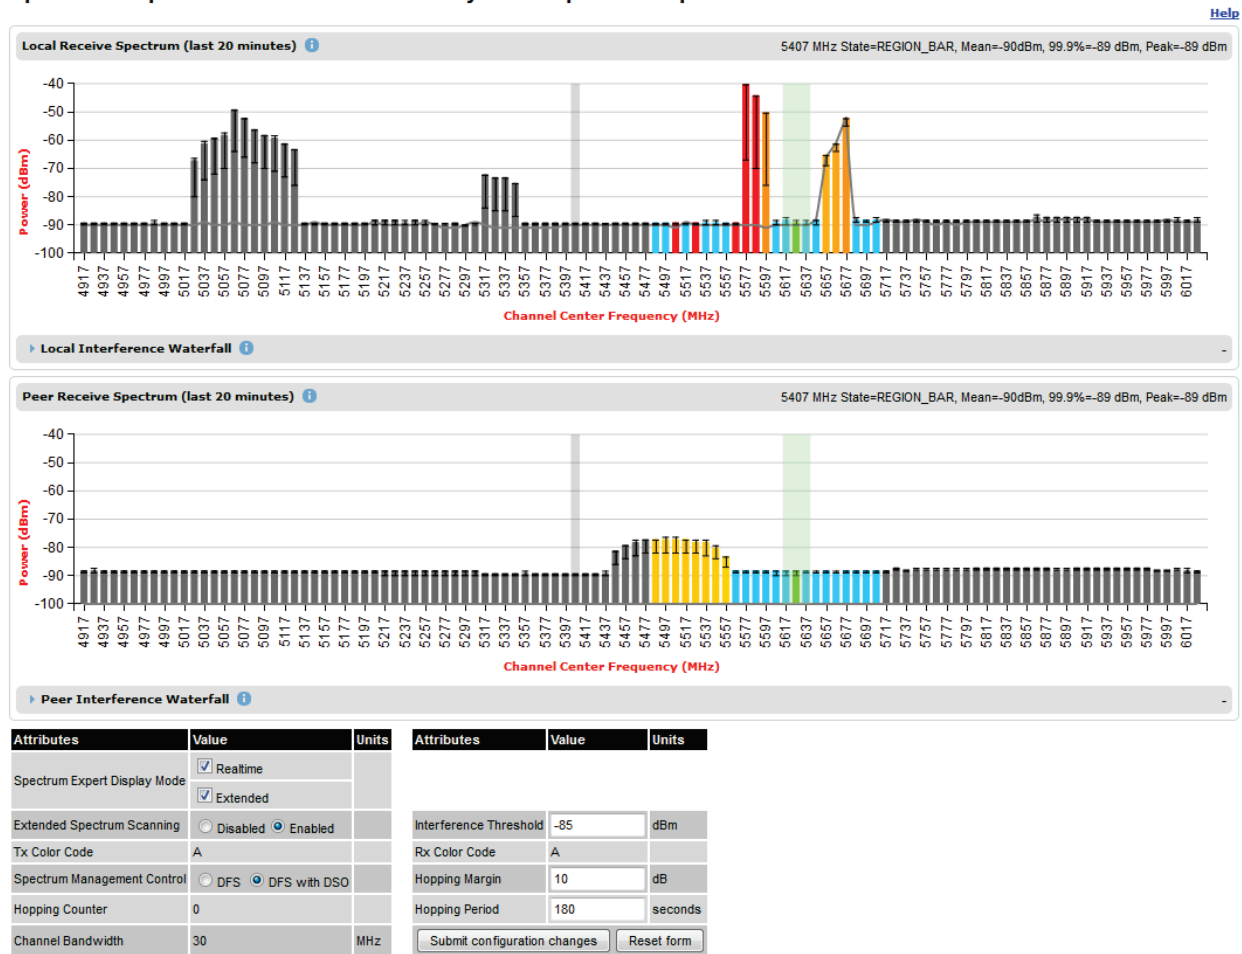 Help
Local Receive Spectrum (last 20 minutes)
5407 MHz State=REGION_BAR, Mean=-90dBm, 99.9%=-89 dBm, Peak=-89 dBm
-40
-50
-60
-70
-80
-90
-100
Power (dBm)
4917 4937 4957 4977 4997 5017 5037 5057 5077 5097 5117 5137 5157 5177 5197 5217 5237 5257 5277 5297 5317 5337 5357 5377 5397 5417 5437 5457 5477 5497 5517 5537 5557 5577 5597 5617 5637 5657 5677 5697 5717 5737 5757 5777 5797 5817 5837 5857 5877 5897 5917 5937 5957 5977 5997 6017
Channel Center Frequency (MHz)
Local Interference Waterfall
-
Peer Receive Spectrum (last 20 minutes)
5407 MHz State=REGION_BAR, Mean=-90dBm, 99.9%=-89 dBm, Peak=-89 dBm
-40
-50
-60
-70
-80
-90
-100
Power (dBm)
4917 4937 4957 4977 4997 5017 5037 5057 5077 5097 5117 5137 5157 5177 5197 5217 5237 5257 5277 5297 5317 5337 5357 5377 5397 5417 5437 5457 5477 5497 5517 5537 5557 5577 5597 5617 5637 5657 5677 5697 5717 5737 5757 5777 5797 5817 5837 5857 5877 5897 5917 5937 5957 5977 5997 6017
Channel Center Frequency (MHz)
Peer Interference Waterfall
-
Attributes Value Units Attributes Value Units
Spectrum Expert Display Mode Realtime
Extended
Extended Spectrum Scanning Disabled Enabled Interference Threshold -85 dBm
Tx Color Code A Rx Color Code A
Spectrum Management Control DFS DFS with DSO Hopping Margin 10 dB
Hopping Counter 0 Hopping Period 180 seconds
Channel Bandwidth 30 MHz Submit configuration changes Reset form